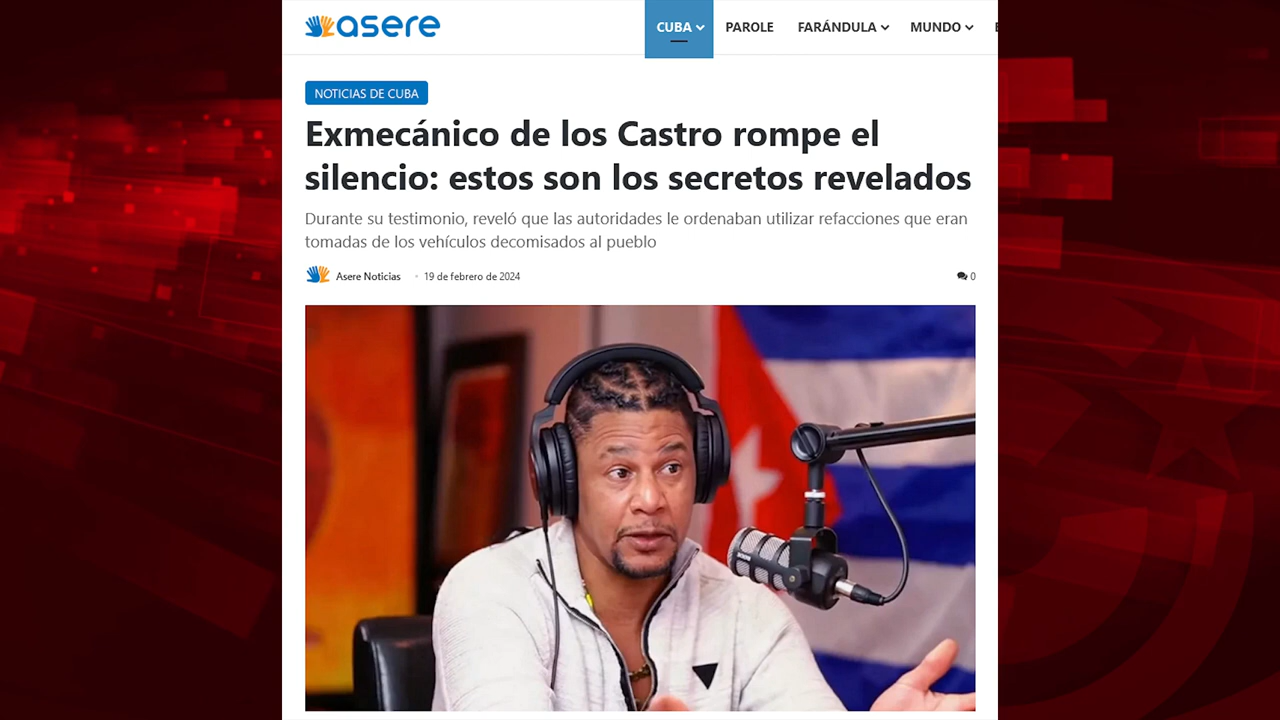 asere
CUBA PAROLE FARÁNDULA MUNDO
NOTICIAS DE CUBA
Exmecánico de los Castro rompe el
silencio: estos son los secretos revelados
Durante su testimonio, reveló que las autoridades le ordenaban utilizar refacciones que eran
tomadas de los vehículos decomisados al pueblo
Asere Noticias • 19 de febrero de 2024 0